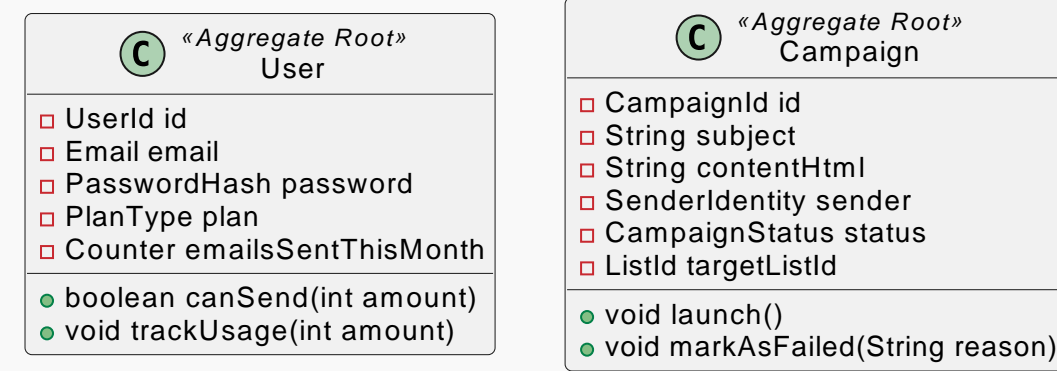 C
«Aggregate Root»
User
UserId id
Email email
PasswordHash password
PlanType plan
Counter emailsSentThisMonth
boolean canSend(int amount)
void trackUsage(int amount)
C
«Aggregate Root»
Campaign
CampaignId id
String subject
String contentHtml
SenderIdentity sender
CampaignStatus status
ListId targetListId
void launch()
void markAsFailed(String reason)